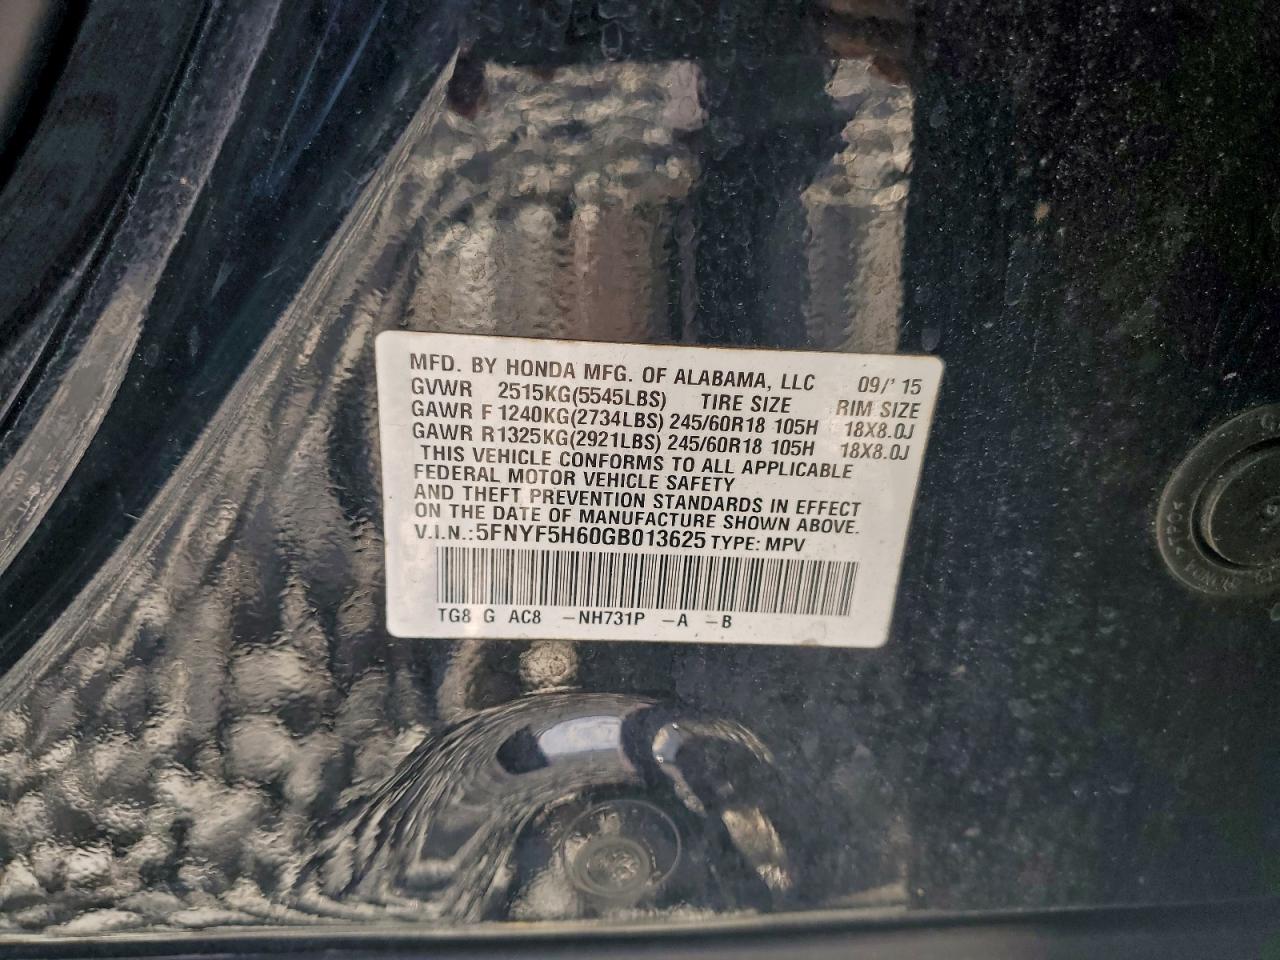 MFD. BY HONDA MFG. OF ALABAMA, LLC 09/'15
GVWR 2515KG(5545LBS) TIRE SIZE RIM SIZE
GAWR F 1240KG(2734LBS) 245/60R18 105H 18X8.0J
GAWR R1325KG(2921LBS) 245/60R18 105H 18X8.0J
THIS VEHICLE CONFORMS TO ALL APPLICABLE
FEDERAL MOTOR VEHICLE SAFETY
AND THEFT PREVENTION STANDARDS IN EFFECT
ON THE DATE OF MANUFACTURE SHOWN ABOVE.
V.I.N.: 5FNYF5H60GB013625 TYPE: MPV
TG8 G AC8 -NH731P -A -B